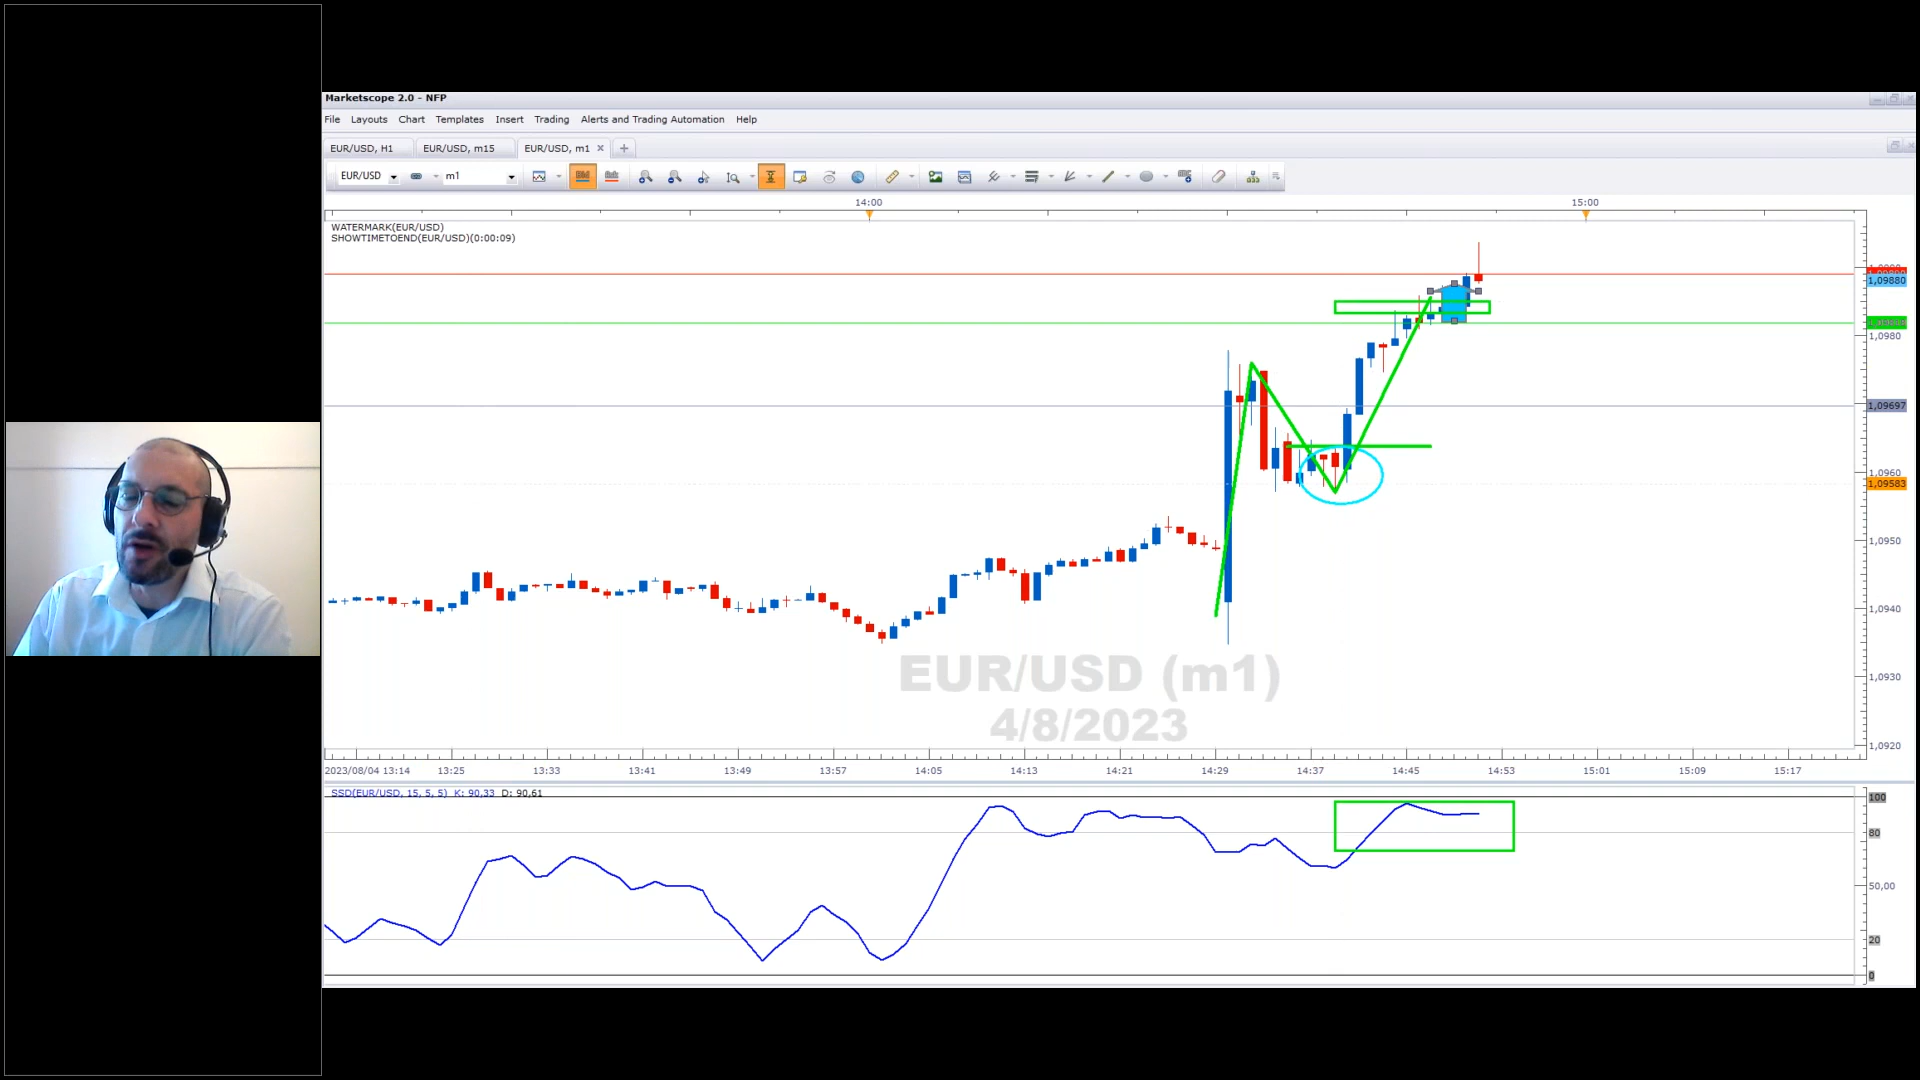 Marketscope 2.0 - NFP
File Layouts Chart Templates Insert Trading Alerts and Trading Automation Help
EUR/USD, H1 EUR/USD, m15 EUR/USD, m1
EUR/USD m1
14:00 15:00
WATERMARK(EUR/USD)
SHOWTIMETOEND(EUR/USD)(0:00:09)
1,09880
1,0980
1,09697
1,0960
1,09583
1,0950
1,0940
1,0930
1,0920
EUR/USD (m1)
4/8/2023
2023/08/04 13:14 13:25 13:33 13:41 13:49 13:57 14:05 14:13 14:21 14:29 14:37 14:45 14:53 15:01 15:09 15:17
SSD(EUR/USD, 15, 5, 5) K: 90,33 D: 90,61
100
80
50,00
20
0